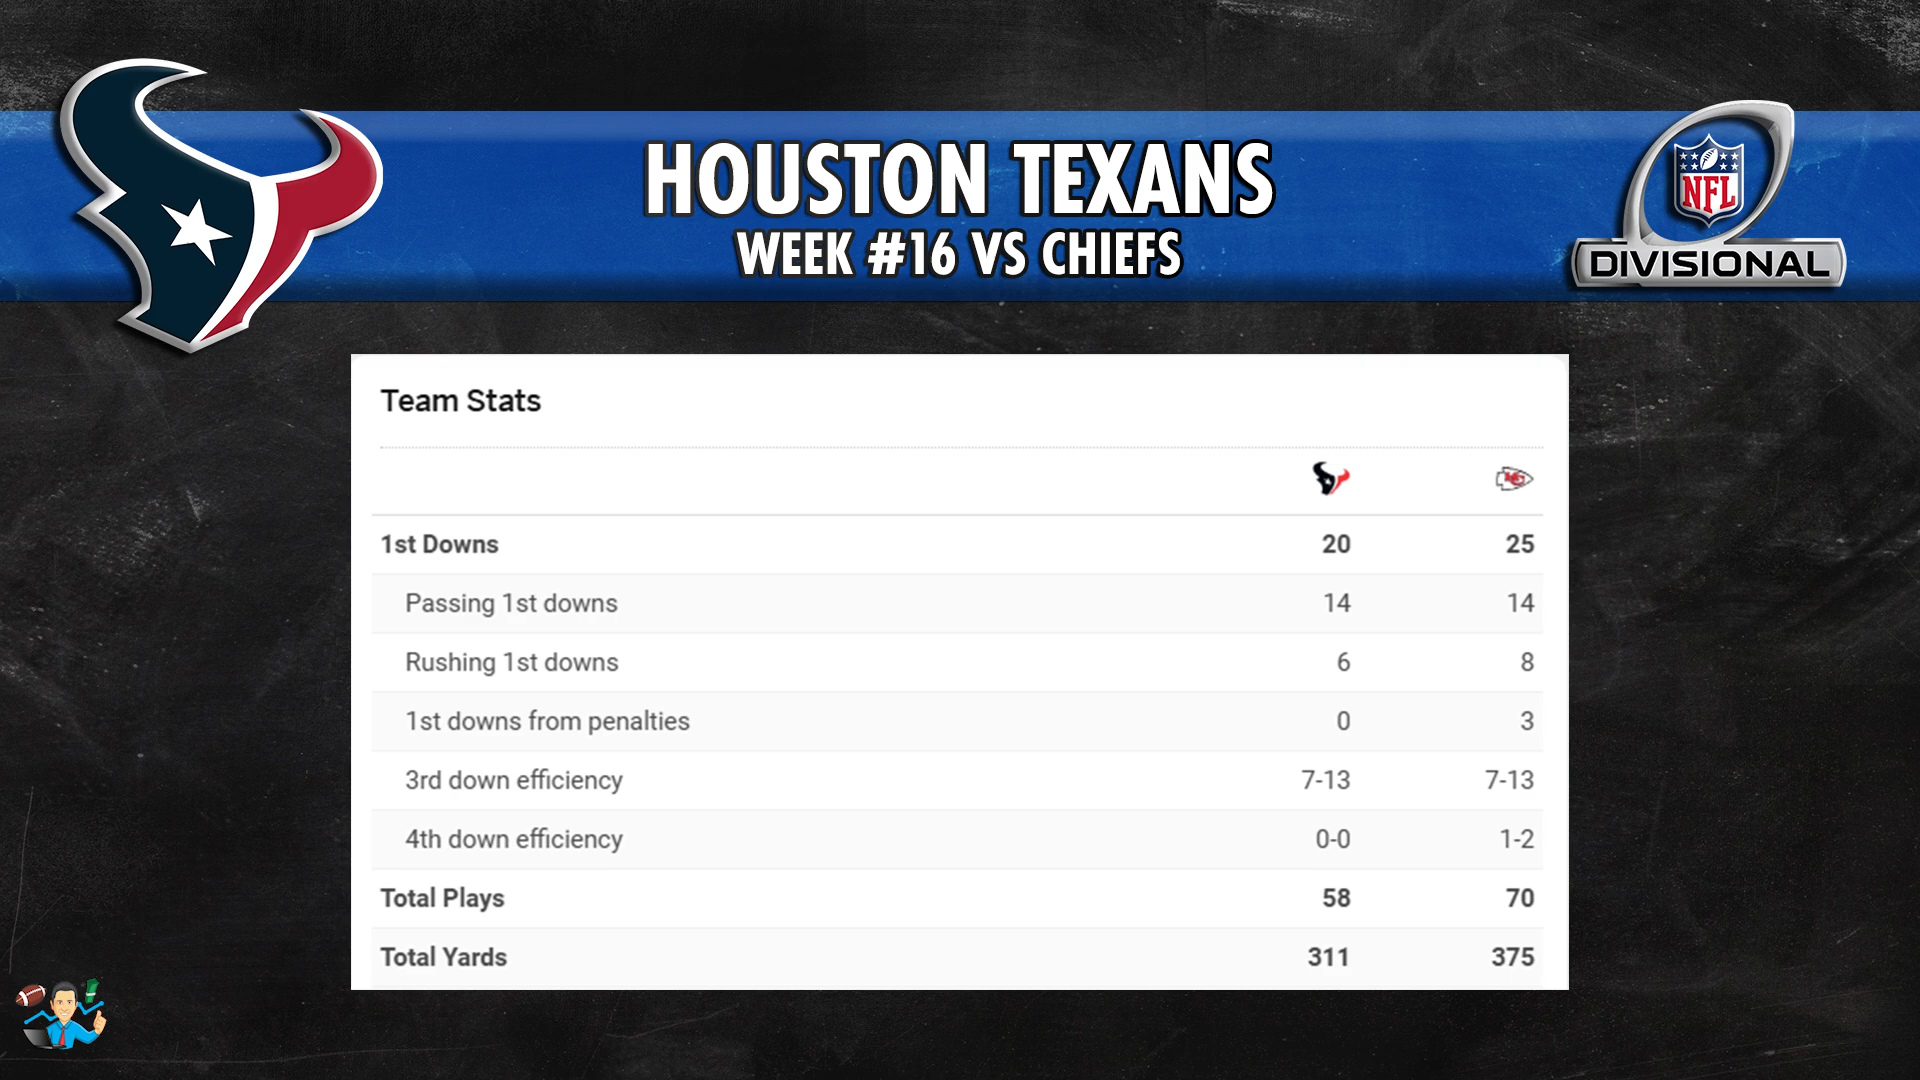 HOUSTON TEXANS
WEEK #16 VS CHIEFS
NFL
DIVISIONAL
Team Stats
KC
1st Downs 20 25
Passing 1st downs 14 14
Rushing 1st downs 6 8
1st downs from penalties 0 3
3rd down efficiency 7-13 7-13
4th down efficiency 0-0 1-2
Total Plays 58 70
Total Yards 311 375